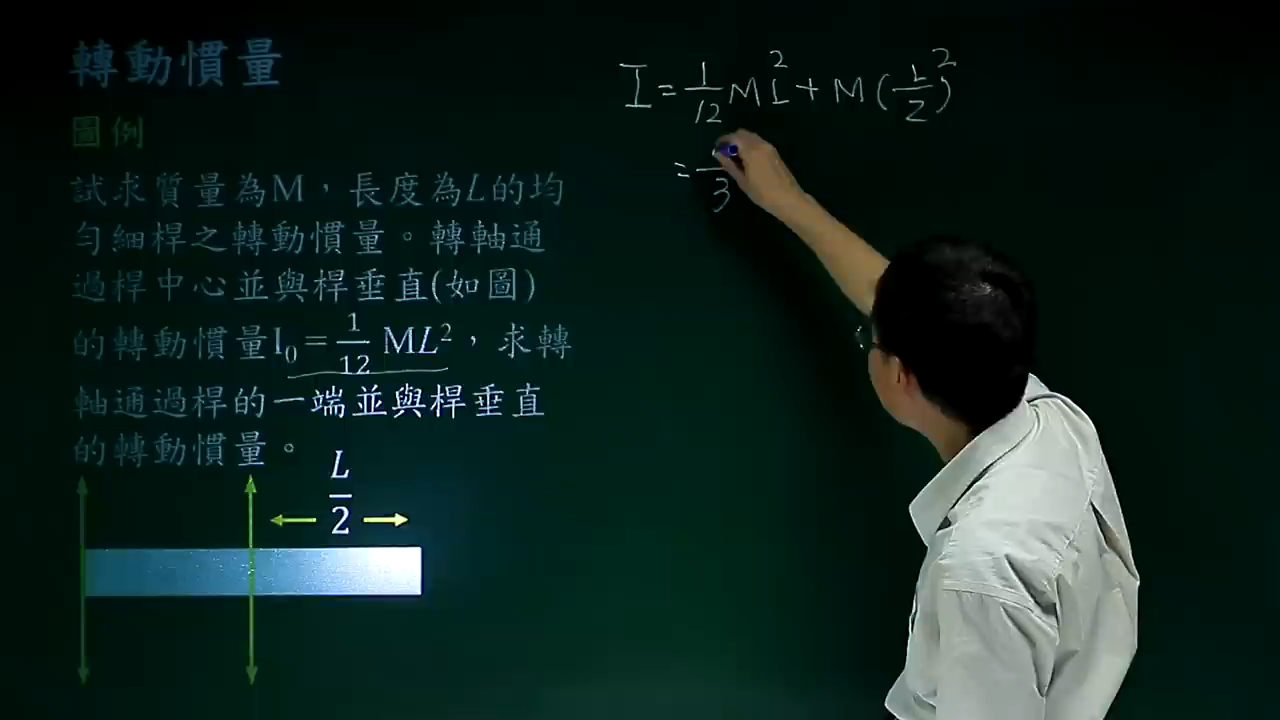 轉動慣量
圖例
試求質量為M，長度為L的均
勻細桿之轉動慣量。轉軸通
過桿中心並與桿垂直(如圖)
的轉動慣量I₀=1/12 ML²，求轉
軸通過桿的一端並與桿垂直
的轉動慣量。
L/2
I=1/12 ML²+M(L/2)²
=‾/3